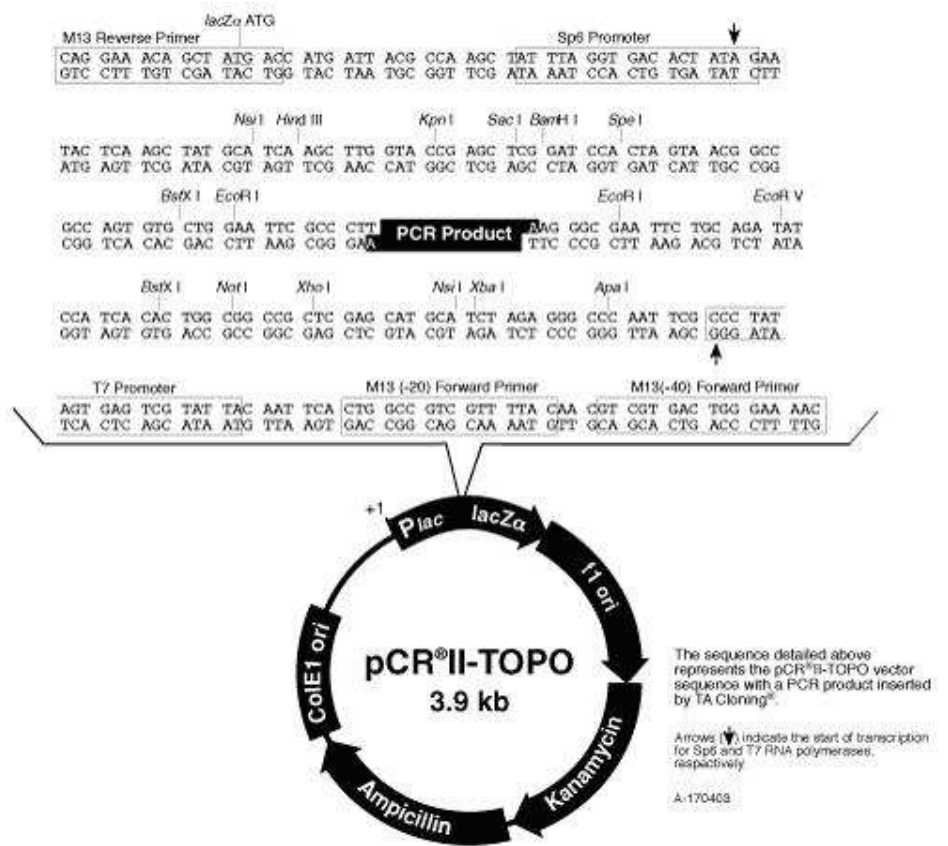 lacZα ATG
M13 Reverse Primer Sp6 Promoter
CAG GAA ACA GCT ATG ACC ATG ATT ACG CCA AGC TAT TTA GGT GAC ACT ATA GAA
GTC CTT TGT CGA TAC TGG TAC TAA TGC GGT TCG ATA AAT CCA CTG TGA TAT CTT
Nsi I Hind III Kpn I Sac I BamH I Spe I
TAC TCA AGC TAT GCA TCA AGC TTG GTA CCG AGC TCG GAT CCA CTA GTA ACG GCC
ATG AGT TCG ATA CGT AGT TCG AAC CAT GGC TCG AGC CTA GGT GAT CAT TGC CGG
BstX I EcoR I EcoR I EcoR V
GCC AGT GTG CTG GAA TTC GCC CTT PCR Product AAG GGC GAA TTC TGC AGA TAT
CGG TCA CAC GAC CTT AAG CGG GAA TTC CCG CTT AAG ACG TCT ATA
BstX I Not I Xho I Nsi I Xba I Apa I
CCA TCA CAC TGG CGG CCG CTC GAG CAT GCA TCT AGA GGG CCC AAT TCG CCC TAT
GGT AGT GTG ACC GCC GGC GAG CTC GTA CGT AGA TCT CCC GGG TTA AGC GGG ATA
T7 Promoter M13 (-20) Forward Primer M13(-40) Forward Primer
AGT GAG TCG TAT TAC AAT TCA CTG GCC GTC GTT TTA CAA CGT CGT GAC TGG GAA AAC
TCA CTC AGC ATA ATG TTA AGT GAC CGG CAG CAA AAT GTT GCA GCA CTG ACC CTT TTG
+1
Plac lacZα
f1 ori
Kanamycin
Ampicillin
ColE1 ori
pCR®II-TOPO
3.9 kb
The sequence detailed above
represents the pCR®II-TOPO vector
sequence with a PCR product inserted
by TA Cloning®.
Arrows ( ) indicate the start of transcription
for Sp6 and T7 RNA polymerases,
respectively
A-170403